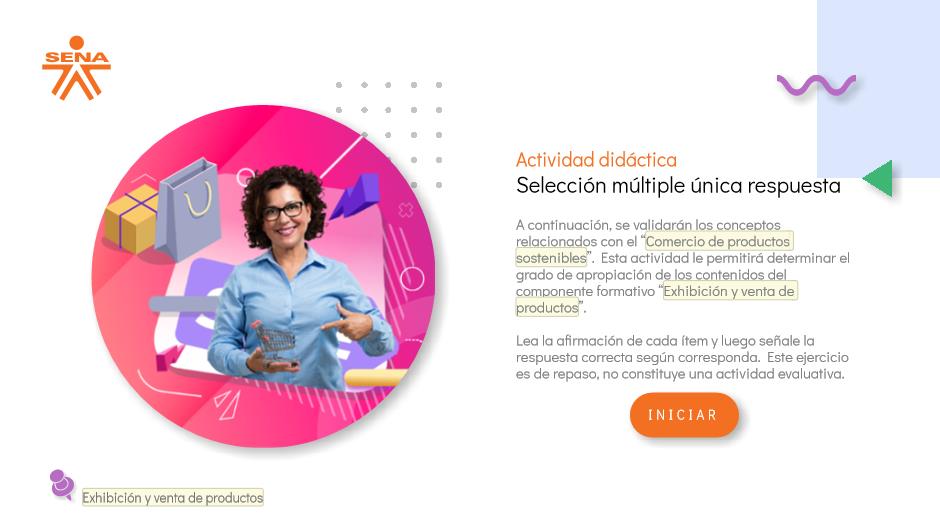 SENA
Actividad didáctica
Selección múltiple única respuesta
A continuación, se validarán los conceptos
relacionados con el “Comercio de productos
sostenibles”.  Esta actividad le permitirá determinar el
grado de apropiación de los contenidos del
componente formativo “Exhibición y venta de
productos”.
Lea la afirmación de cada ítem y luego señale la
respuesta correcta según corresponda.  Este ejercicio
es de repaso, no constituye una actividad evaluativa.
INICIAR
Exhibición y venta de productos